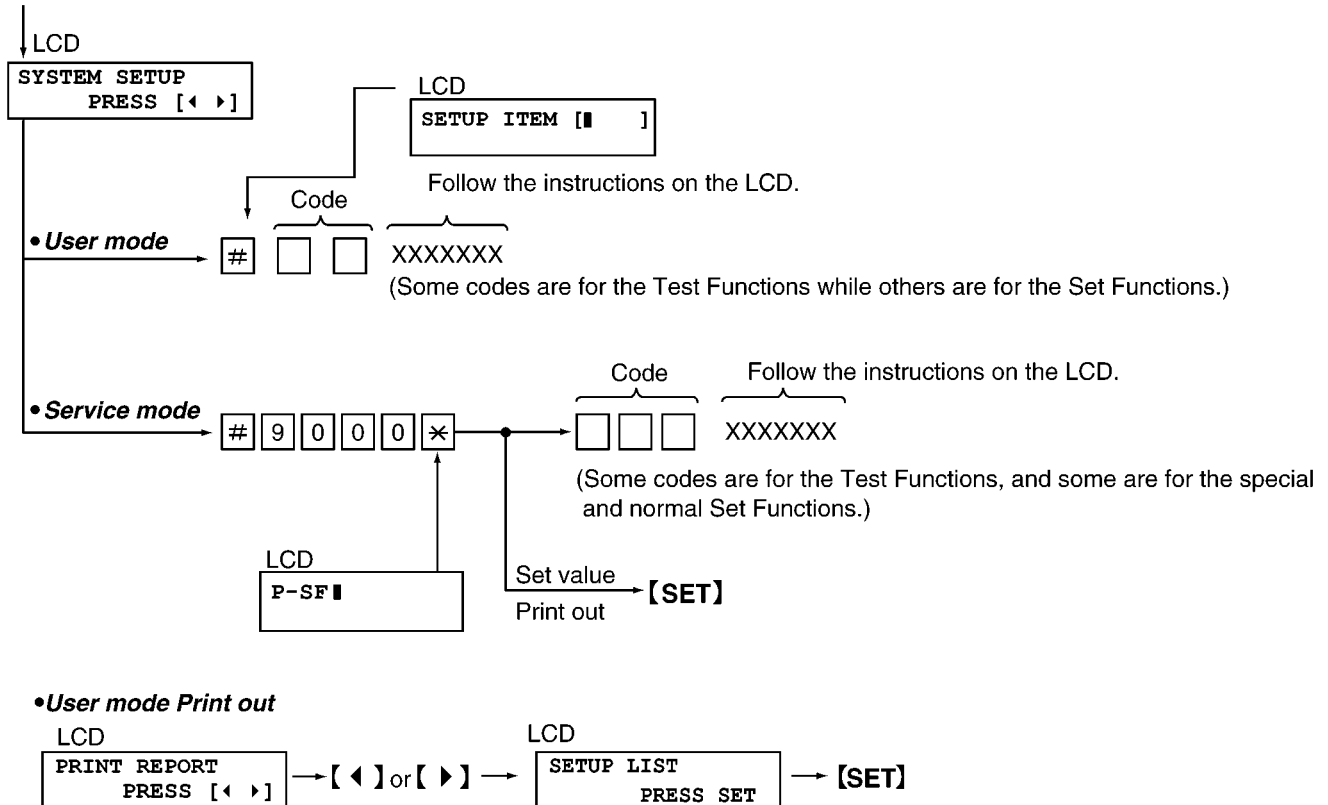 LCD
SYSTEM SETUP
PRESS [◀ ▶]
LCD
SETUP ITEM [▮ ]
Follow the instructions on the LCD.
Code
• User mode
# □ □ XXXXXXX
(Some codes are for the Test Functions while others are for the Set Functions.)
Code
Follow the instructions on the LCD.
• Service mode
# 9 0 0 0 ✳ □ □ □ XXXXXXX
(Some codes are for the Test Functions, and some are for the special
and normal Set Functions.)
LCD
P-SF▮
Set value
Print out
【SET】
•User mode Print out
LCD
PRINT REPORT
PRESS [◀ ▶]
【 ◀ 】or【 ▶ 】
LCD
SETUP LIST
PRESS SET
【SET】